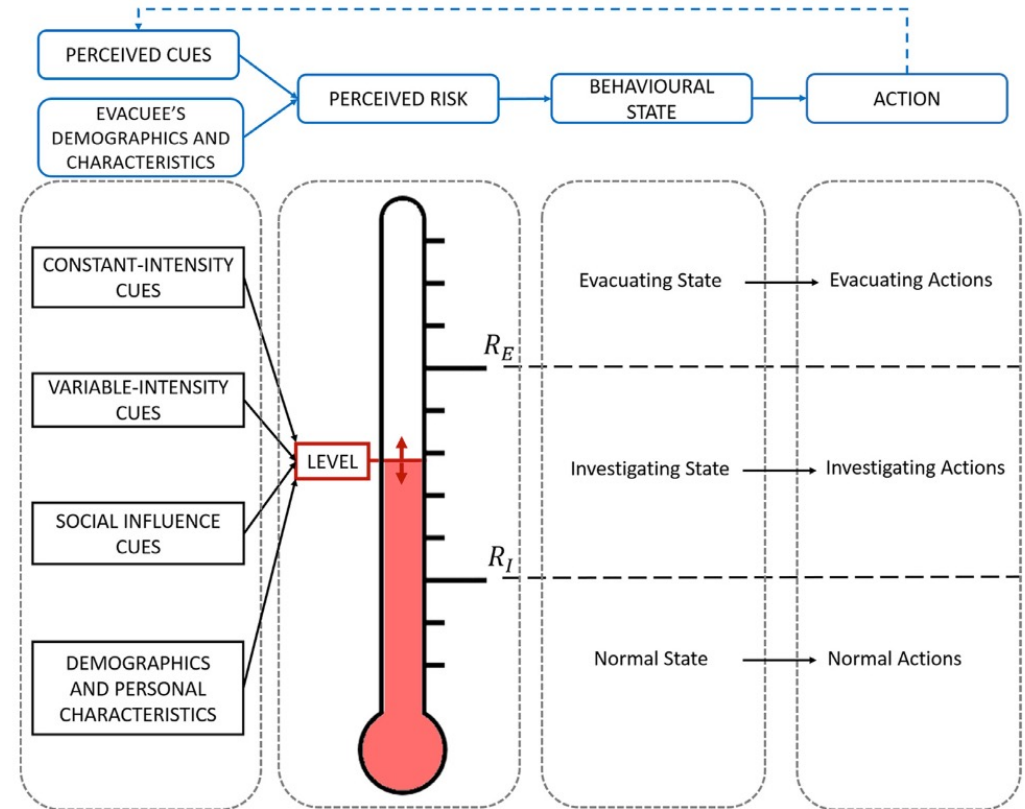 PERCEIVED CUES
EVACUEE’S
DEMOGRAPHICS AND
CHARACTERISTICS
PERCEIVED RISK
BEHAVIOURAL
STATE
ACTION
CONSTANT-INTENSITY
CUES
VARIABLE-INTENSITY
CUES
SOCIAL INFLUENCE
CUES
DEMOGRAPHICS
AND PERSONAL
CHARACTERISTICS
LEVEL
R_E
R_I
Evacuating State
Evacuating Actions
Investigating State
Investigating Actions
Normal State
Normal Actions